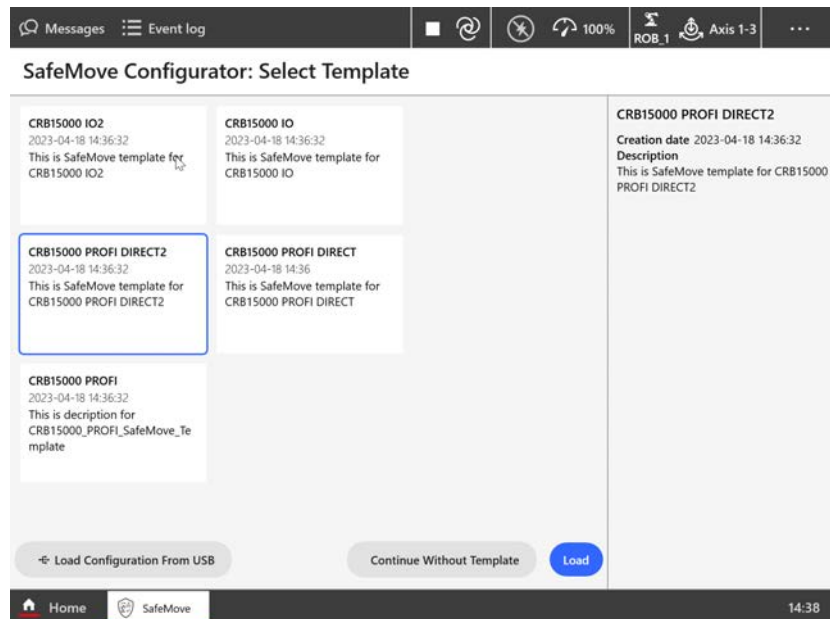 Messages
Event log
100%
ROB_1
Axis 1-3
...
SafeMove Configurator: Select Template
CRB15000 IO2
2023-04-18 14:36:32
This is SafeMove template for
CRB15000 IO2
CRB15000 IO
2023-04-18 14:36:32
This is SafeMove template for
CRB15000 IO
CRB15000 PROFI DIRECT2
2023-04-18 14:36:32
This is SafeMove template for
CRB15000 PROFI DIRECT2
CRB15000 PROFI DIRECT
2023-04-18 14:36
This is SafeMove template for
CRB15000 PROFI DIRECT
CRB15000 PROFI
2023-04-18 14:36:32
This is decription for
CRB15000_PROFI_SafeMove_Te
mplate
CRB15000 PROFI DIRECT2
Creation date 2023-04-18 14:36:32
Description
This is SafeMove template for CRB15000
PROFI DIRECT2
Load Configuration From USB
Continue Without Template
Load
Home
SafeMove
14:38